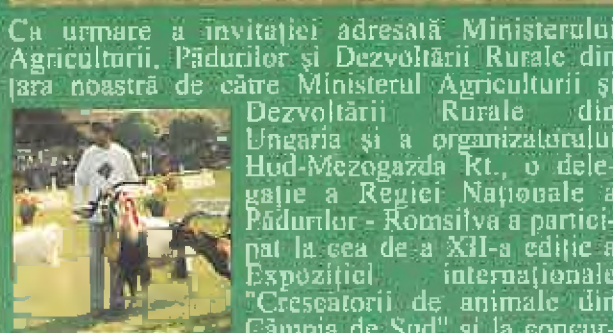 Ca urmare a invitației adresată Ministerului
Agriculturii, Pădurilor și Dezvoltării Rurale din
țara noastră de către Ministerul Agriculturii și
Dezvoltării Rurale din
Ungaria și a organizatorului
Hud-Mezogazda Rt., o dele-
gație a Regiei Naționale a
Pădurilor - Romsilva a partici-
pat la cea de a XII-a ediție a
Expoziției internaționale
"Crescatorii de animale din
Câmpia de Sud" și la concur